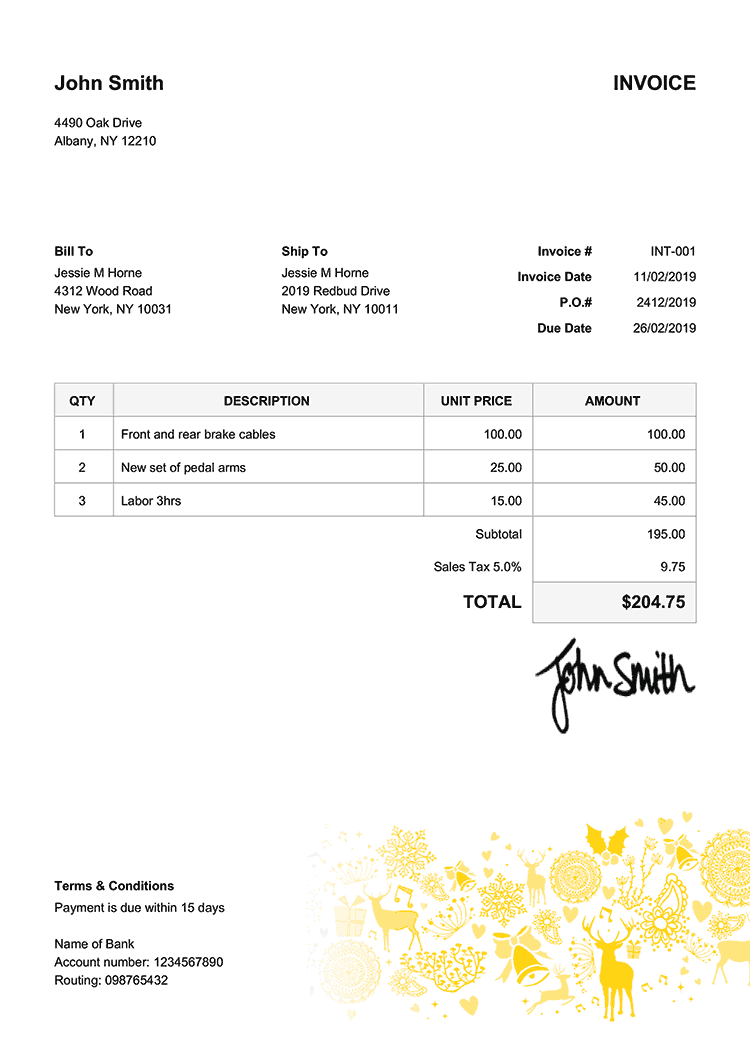 John Smith
INVOICE
4490 Oak Drive
Albany, NY 12210
Bill To
Jessie M Horne
4312 Wood Road
New York, NY 10031
Ship To
Jessie M Horne
2019 Redbud Drive
New York, NY 10011
Invoice # INT-001
Invoice Date 11/02/2019
P.O.# 2412/2019
Due Date 26/02/2019
QTY DESCRIPTION UNIT PRICE AMOUNT
1 Front and rear brake cables 100.00 100.00
2 New set of pedal arms 25.00 50.00
3 Labor 3hrs 15.00 45.00
Subtotal 195.00
Sales Tax 5.0% 9.75
TOTAL $204.75
John Smith
Terms & Conditions
Payment is due within 15 days
Name of Bank
Account number: 1234567890
Routing: 098765432